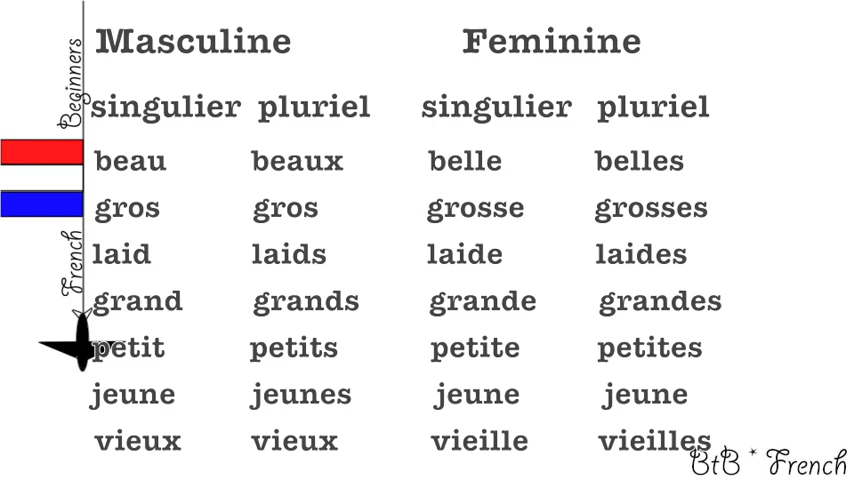 Masculine Feminine
Beginners
singulier pluriel singulier pluriel
beau beaux belle belles
gros gros grosse grosses
laid laids laide laides
French
grand grands grande grandes
petit petits petite petites
jeune jeunes jeune jeune
vieux vieux vieille vieilles
BtB * French